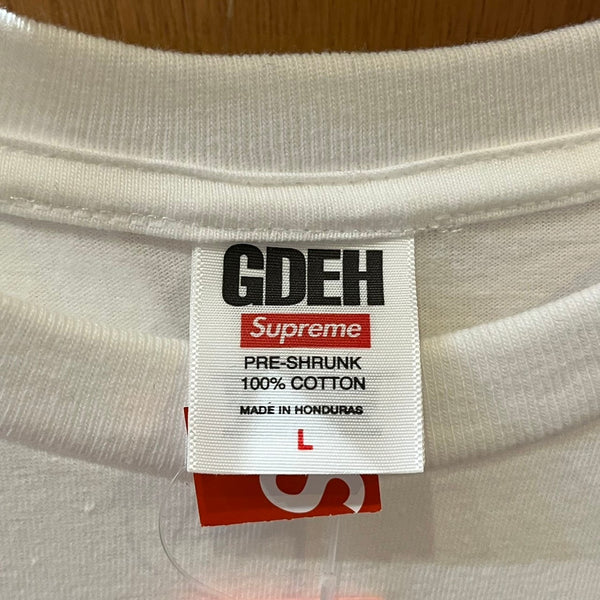 GDEH
Supreme
PRE-SHRUNK
100% COTTON
MADE IN HONDURAS
L
S